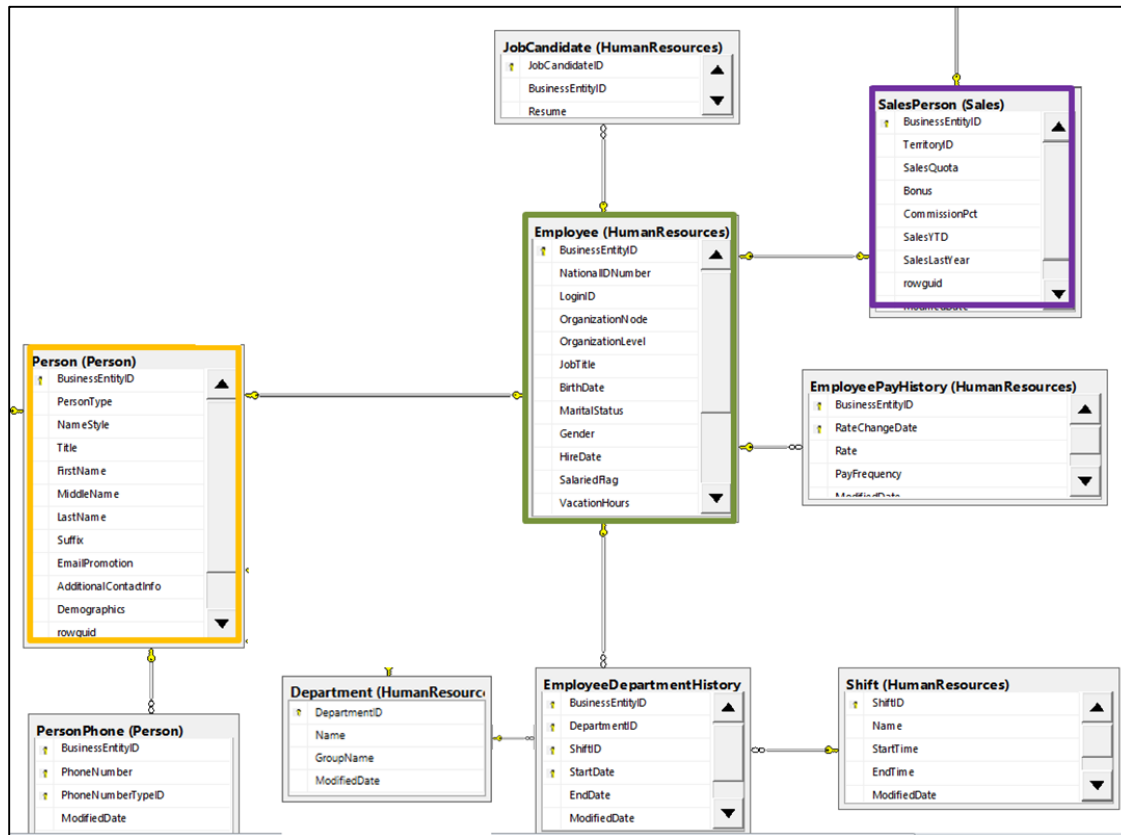 JobCandidate (HumanResources)
JobCandidateID
BusinessEntityID
Resume
SalesPerson (Sales)
BusinessEntityID
TerritoryID
SalesQuota
Bonus
CommissionPct
SalesYTD
SalesLastYear
rowguid
ModifiedDate
Employee (HumanResources)
BusinessEntityID
NationalIDNumber
LoginID
OrganizationNode
OrganizationLevel
JobTitle
BirthDate
MaritalStatus
Gender
HireDate
SalariedFlag
VacationHours
Person (Person)
BusinessEntityID
PersonType
NameStyle
Title
FirstName
MiddleName
LastName
Suffix
EmailPromotion
AdditionalContactInfo
Demographics
rowguid
EmployeePayHistory (HumanResources)
BusinessEntityID
RateChangeDate
Rate
PayFrequency
ModifiedDate
PersonPhone (Person)
BusinessEntityID
PhoneNumber
PhoneNumberTypeID
ModifiedDate
Department (HumanResourc
DepartmentID
Name
GroupName
ModifiedDate
EmployeeDepartmentHistory
BusinessEntityID
DepartmentID
ShiftID
StartDate
EndDate
ModifiedDate
Shift (HumanResources)
ShiftID
Name
StartTime
EndTime
ModifiedDate